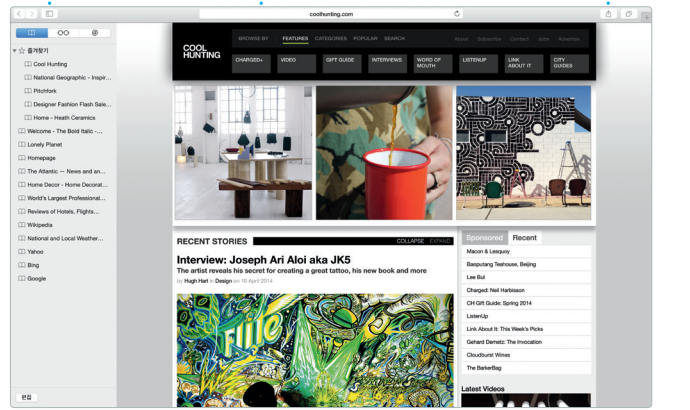 coolhunting.com
즐겨찾기
Cool Hunting
National Geographic - Inspir...
Pitchfork
Designer Fashion Flash Sale...
Home - Heath Ceramics
Welcome - The Bold Italic -...
Lonely Planet
Homepage
The Atlantic — News and an...
Home Decor - Home Decorat...
World's Largest Professional...
Reviews of Hotels, Flights...
Wikipedia
National and Local Weather...
Yahoo
Bing
Google
편집
COOL
HUNTING
BROWSE BY FEATURES CATEGORIES POPULAR SEARCH
About Subscribe Contact Jobs Advertise
CHARGED+ VIDEO GIFT GUIDE INTERVIEWS WORD OF MOUTH LISTENUP LINK ABOUT IT CITY GUIDES
RECENT STORIES COLLAPSE EXPAND
Interview: Joseph Ari Aloi aka JK5
The artist reveals his secret for creating a great tattoo, his new book and more
by Hugh Hart in Design on 10 April 2014
Sponsored Recent
Macon & Lesquoy
Baoputang Teahouse, Beijing
Lee Bul
Charged: Neil Harbisson
CH Gift Guide: Spring 2014
ListenUp
Link About It: This Week's Picks
Gehard Demetz: The Invocation
Cloudburst Wines
The BarkerBag
Latest Videos